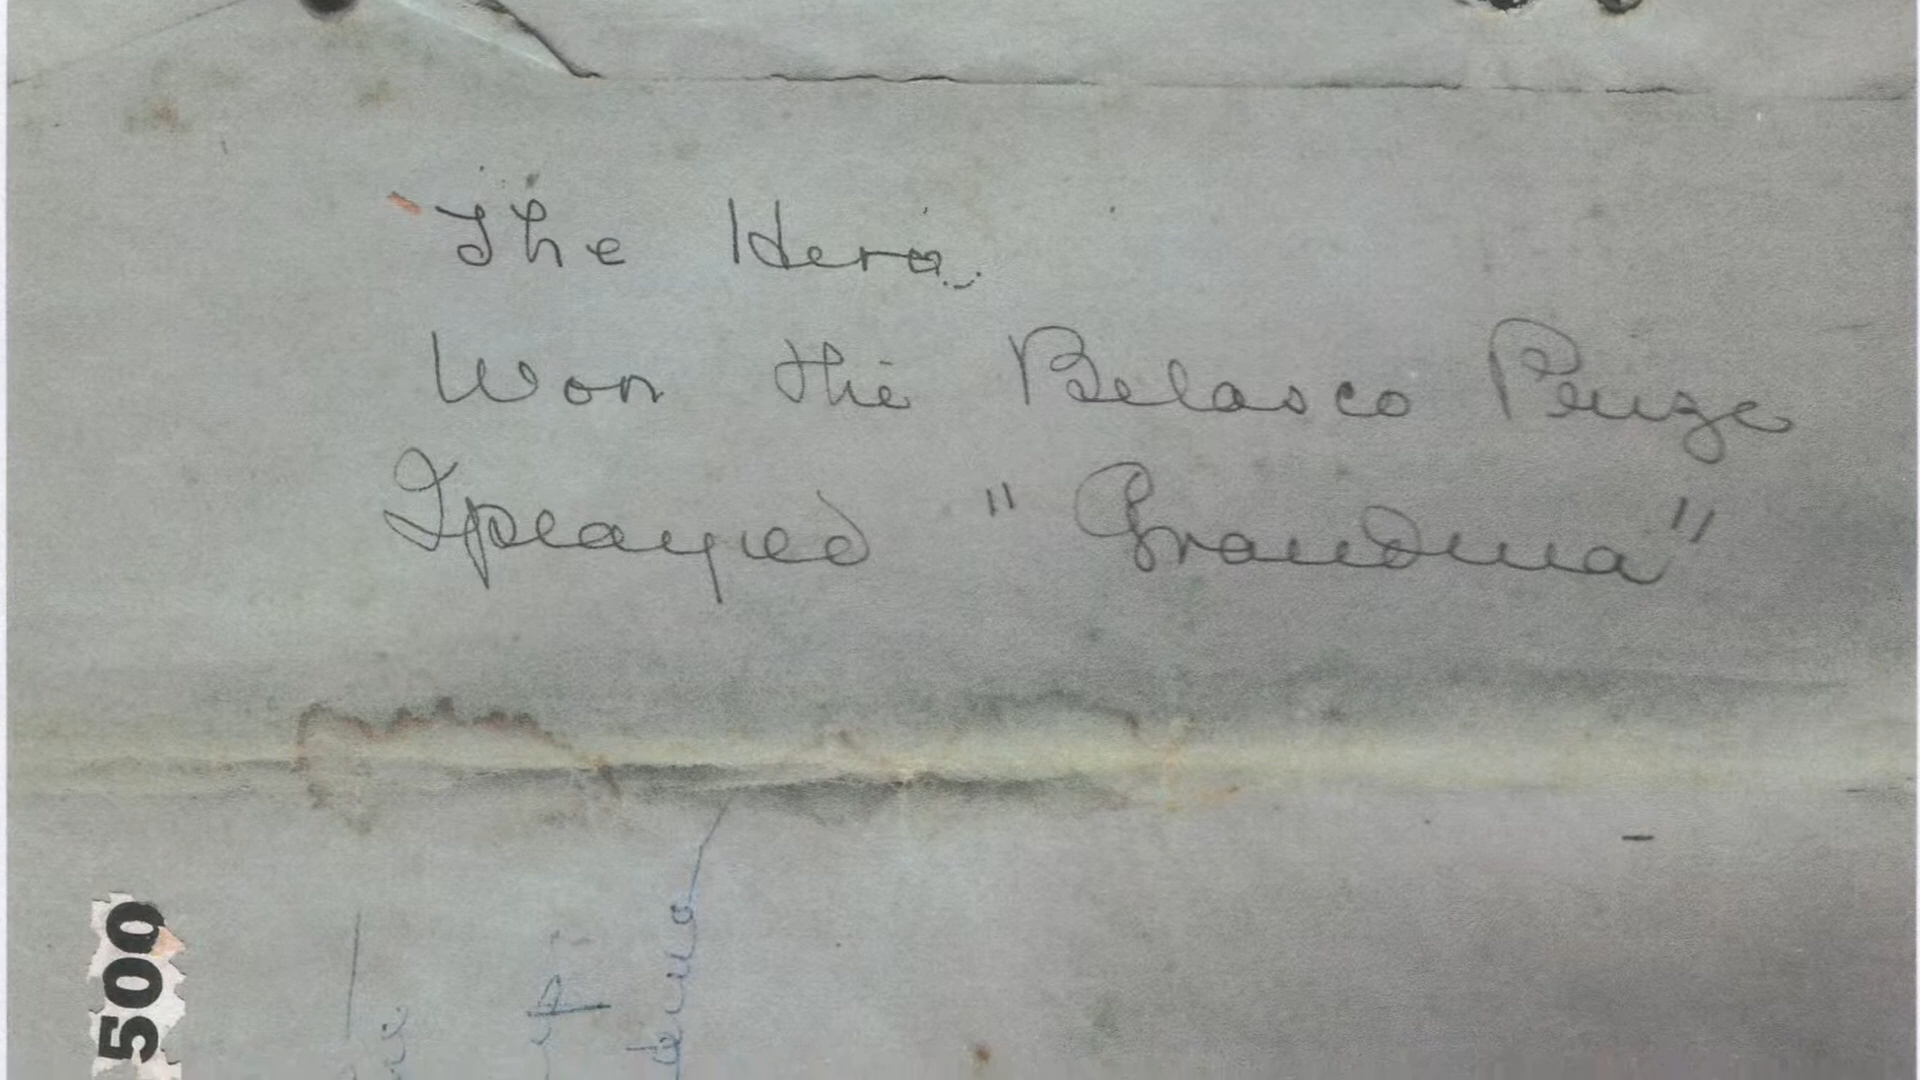 The Hero
Won the Belasco Prize
I played "Grandma"
500